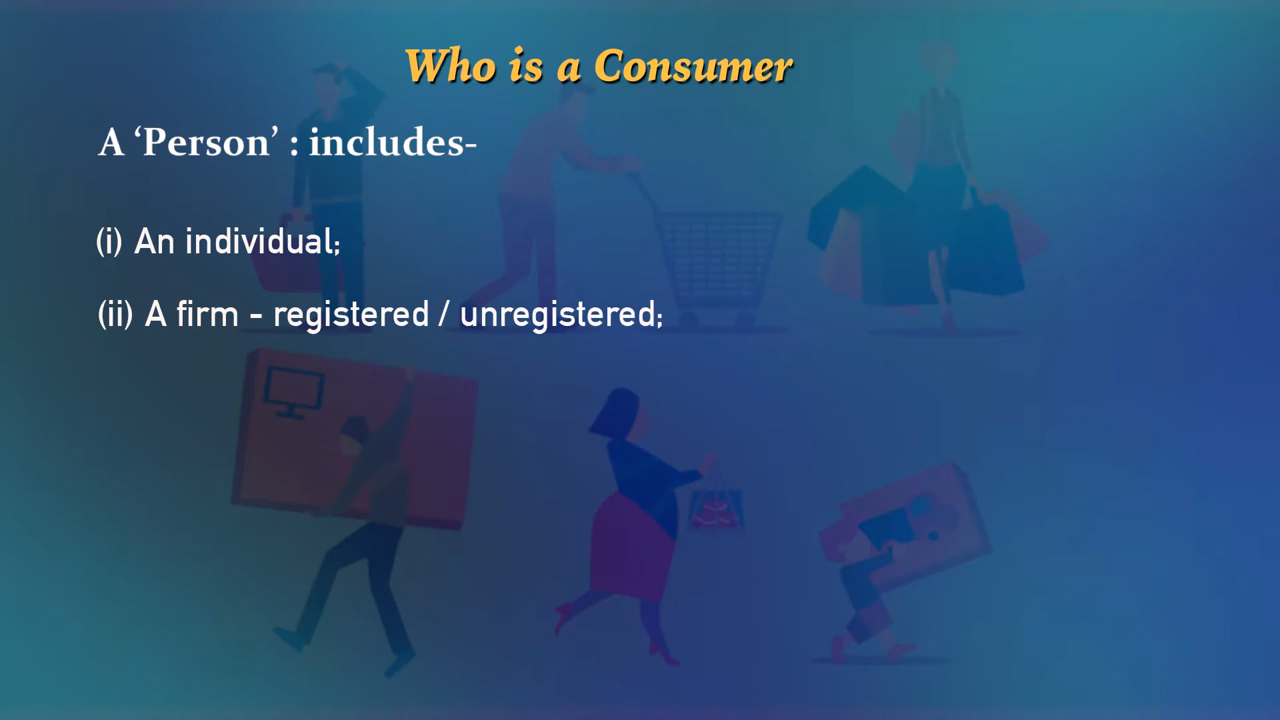 Who is a Consumer
A ‘Person’ : includes-
(i) An individual;
(ii) A firm - registered / unregistered;